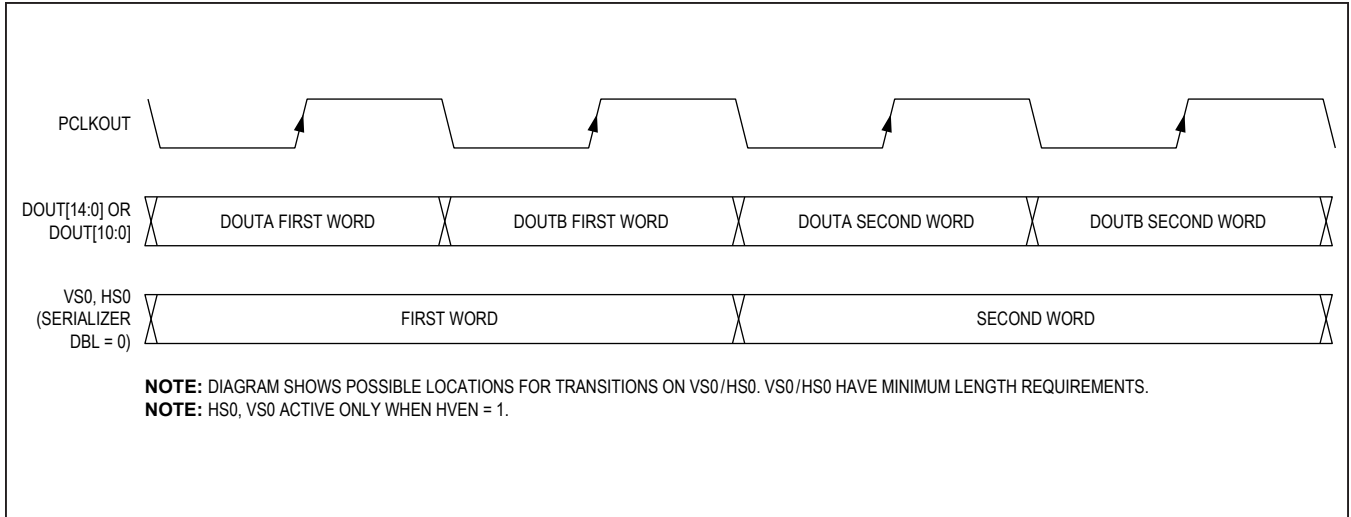 PCLKOUT
DOUT[14:0] OR
DOUT[10:0]
DOUTA FIRST WORD
DOUTB FIRST WORD
DOUTA SECOND WORD
DOUTB SECOND WORD
VS0, HS0
(SERIALIZER
DBL = 0)
FIRST WORD
SECOND WORD
NOTE: DIAGRAM SHOWS POSSIBLE LOCATIONS FOR TRANSITIONS ON VS0/HS0. VS0/HS0 HAVE MINIMUM LENGTH REQUIREMENTS.
NOTE: HS0, VS0 ACTIVE ONLY WHEN HVEN = 1.